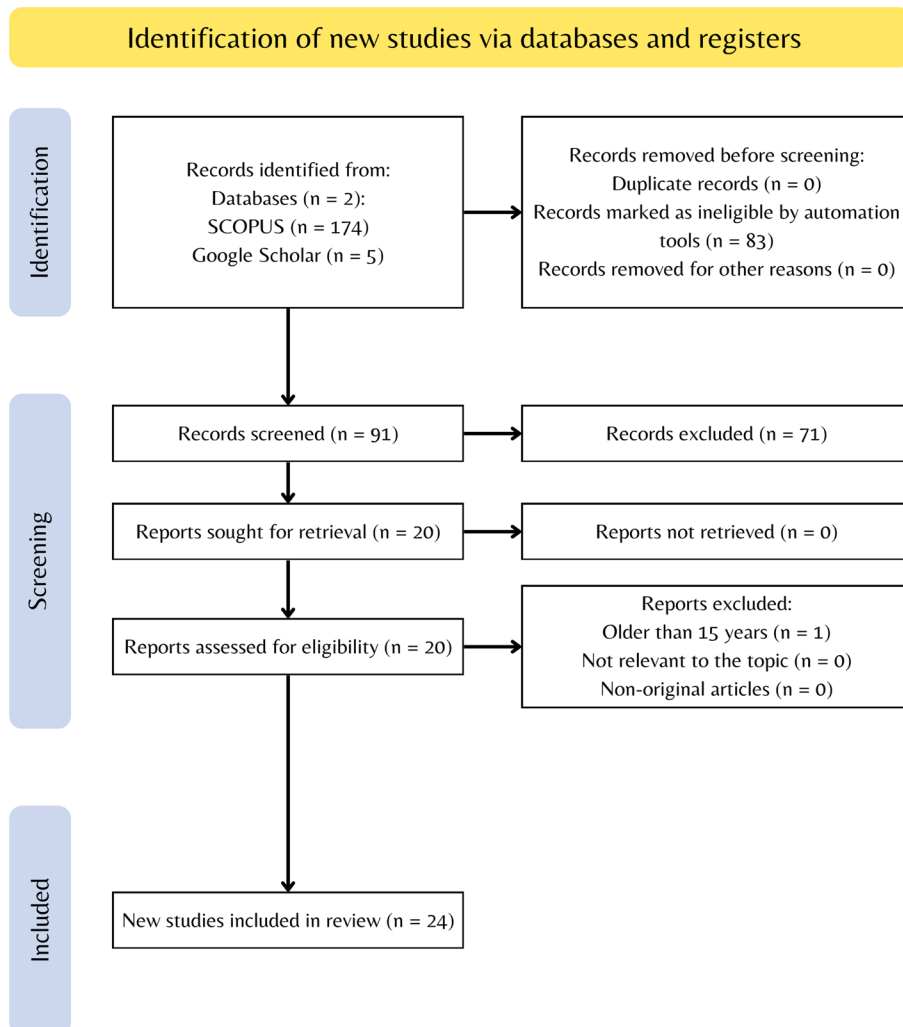 Identification of new studies via databases and registers
Identification
Records identified from:
Databases (n = 2):
SCOPUS (n = 174)
Google Scholar (n = 5)
Records removed before screening:
Duplicate records (n = 0)
Records marked as ineligible by automation
tools (n = 83)
Records removed for other reasons (n = 0)
Screening
Records screened (n = 91)
Records excluded (n = 71)
Reports sought for retrieval (n = 20)
Reports not retrieved (n = 0)
Reports assessed for eligibility (n = 20)
Reports excluded:
Older than 15 years (n = 1)
Not relevant to the topic (n = 0)
Non-original articles (n = 0)
Included
New studies included in review (n = 24)